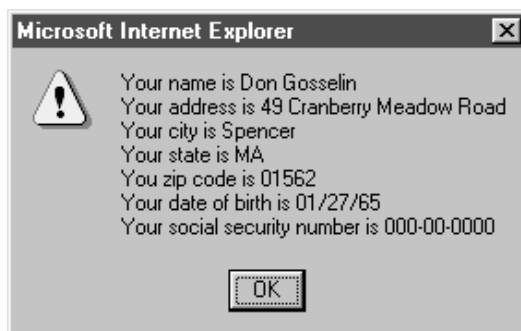 Microsoft Internet Explorer
Your name is Don Gosselin
Your address is 49 Cranberry Meadow Road
Your city is Spencer
Your state is MA
You zip code is 01562
Your date of birth is 01/27/65
Your social security number is 000-00-0000
OK